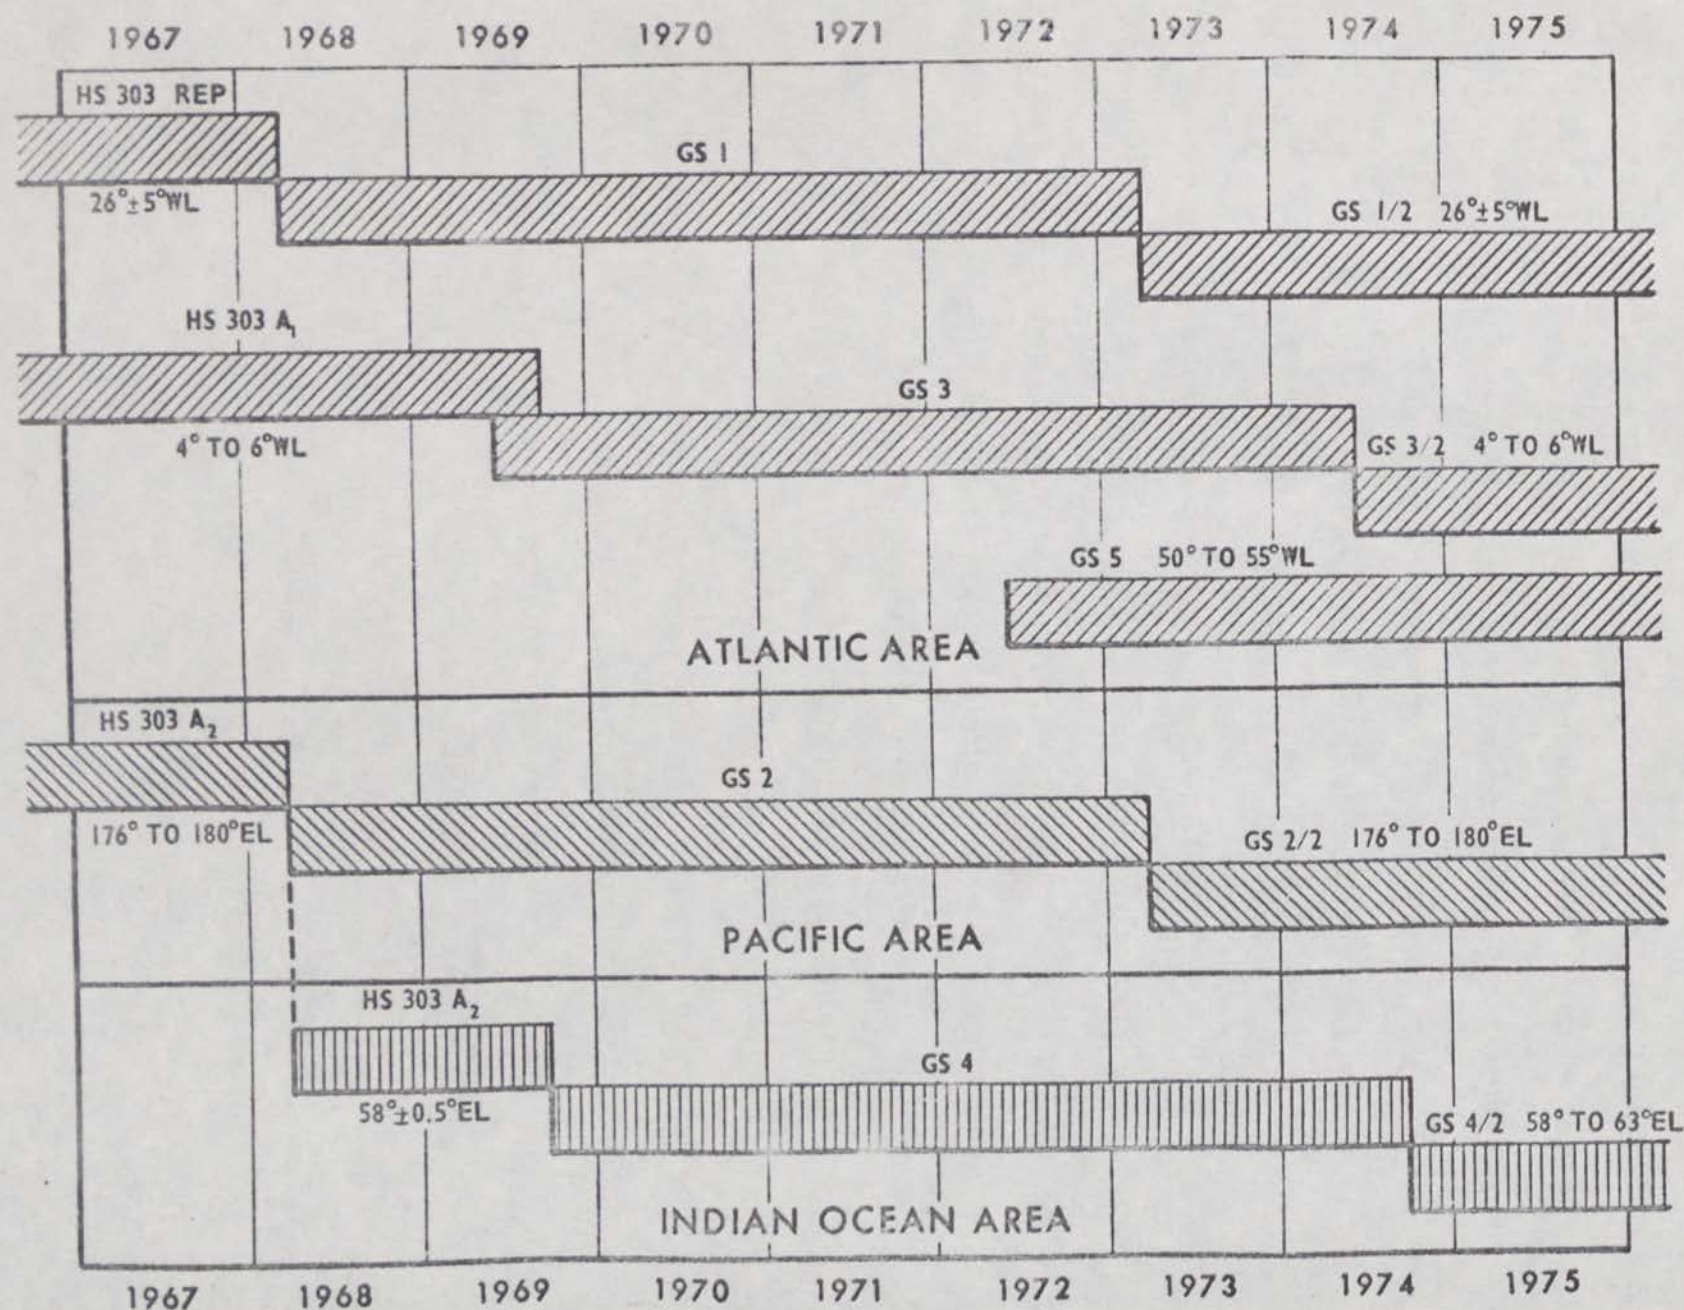 1967 1968 1969 1970 1971 1972 1973 1974 1975
HS 303 REP
26°±5°WL
GS 1
GS 1/2 26°±5°WL
HS 303 A₁
4° TO 6°WL
GS 3
GS 3/2 4° TO 6°WL
GS 5 50° TO 55°WL
ATLANTIC AREA
HS 303 A₂
176° TO 180°EL
GS 2
GS 2/2 176° TO 180°EL
PACIFIC AREA
HS 303 A₂
58°±0.5°EL
GS 4
GS 4/2 58° TO 63°EL
INDIAN OCEAN AREA
1967 1968 1969 1970 1971 1972 1973 1974 1975